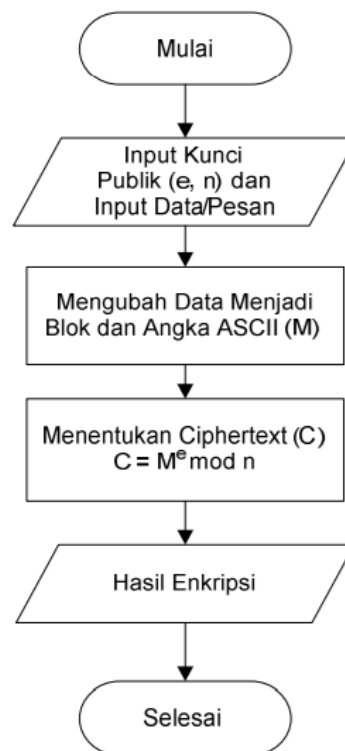 Mulai
Input Kunci
Publik (e, n) dan
Input Data/Pesan
Mengubah Data Menjadi
Blok dan Angka ASCII (M)
Menentukan Ciphertext (C)
C = M^e mod n
Hasil Enkripsi
Selesai